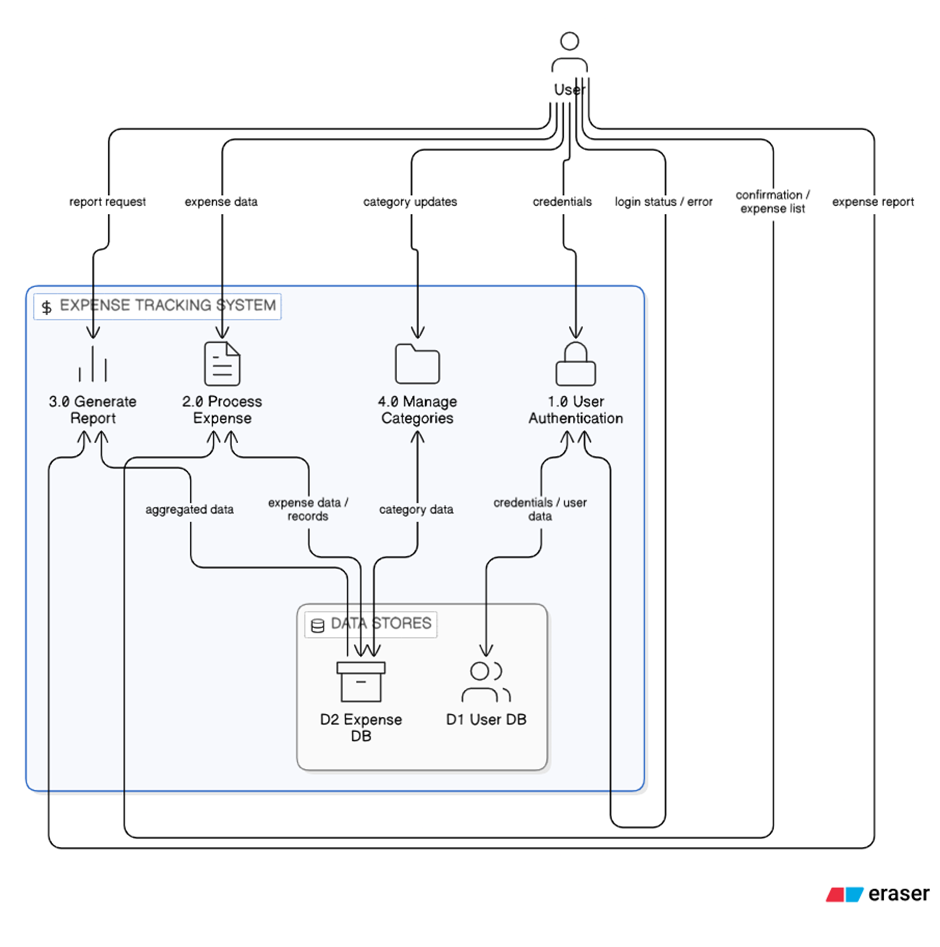 User
report request
expense data
category updates
credentials
login status / error
confirmation /
expense list
expense report
$ EXPENSE TRACKING SYSTEM
3.0 Generate
Report
2.0 Process
Expense
4.0 Manage
Categories
1.0 User
Authentication
aggregated data
expense data /
records
category data
credentials / user
data
DATA STORES
D2 Expense
DB
D1 User DB
eraser